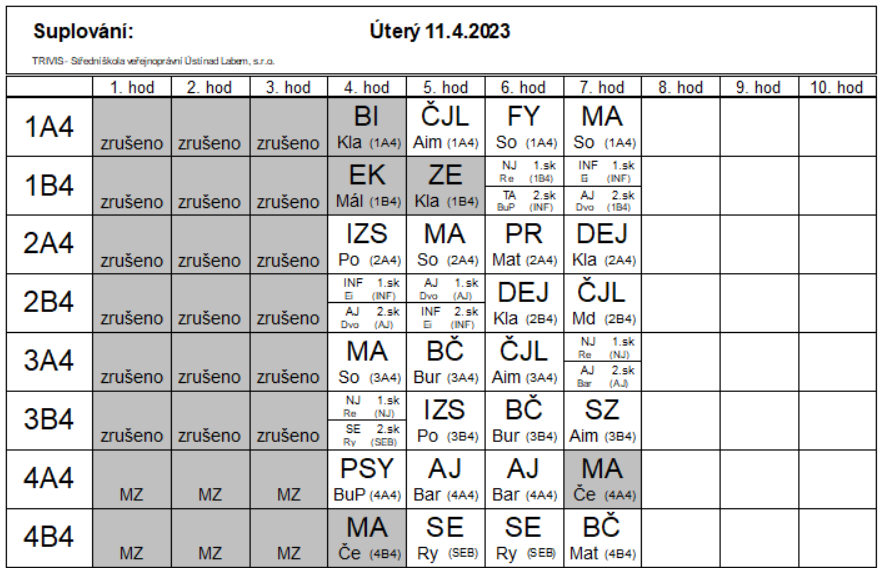 Suplování: Úterý 11.4.2023
TRIVIS - Střední škola veřejnoprávní Ústí nad Labem, s.r.o.
1. hod 2. hod 3. hod 4. hod 5. hod 6. hod 7. hod 8. hod 9. hod 10. hod
1A4 zrušeno zrušeno zrušeno BI Kla (1A4) ČJL Aim (1A4) FY So (1A4) MA So (1A4)
1B4 zrušeno zrušeno zrušeno EK Mál (1B4) ZE Kla (1B4) NJ 1.sk Re (1B4) TA 2.sk BuP (INF) INF 1.sk Ei (INF) AJ 2.sk Dvo (1B4)
2A4 zrušeno zrušeno zrušeno IZS Po (2A4) MA So (2A4) PR Mat (2A4) DEJ Kla (2A4)
2B4 zrušeno zrušeno zrušeno INF 1.sk Ei (INF) AJ 2.sk Dvo (AJ) AJ 1.sk Dvo (AJ) INF 2.sk Ei (INF) DEJ Kla (2B4) ČJL Md (2B4)
3A4 zrušeno zrušeno zrušeno MA So (3A4) BČ Bur (3A4) ČJL Aim (3A4) NJ 1.sk Re (NJ) AJ 2.sk Bar (AJ)
3B4 zrušeno zrušeno zrušeno NJ 1.sk Re (NJ) SE 2.sk Ry (SEB) IZS Po (3B4) BČ Bur (3B4) SZ Aim (3B4)
4A4 MZ MZ MZ PSY BuP (4A4) AJ Bar (4A4) AJ Bar (4A4) MA Če (4A4)
4B4 MZ MZ MZ MA Če (4B4) SE Ry (SEB) SE Ry (SEB) BČ Mat (4B4)